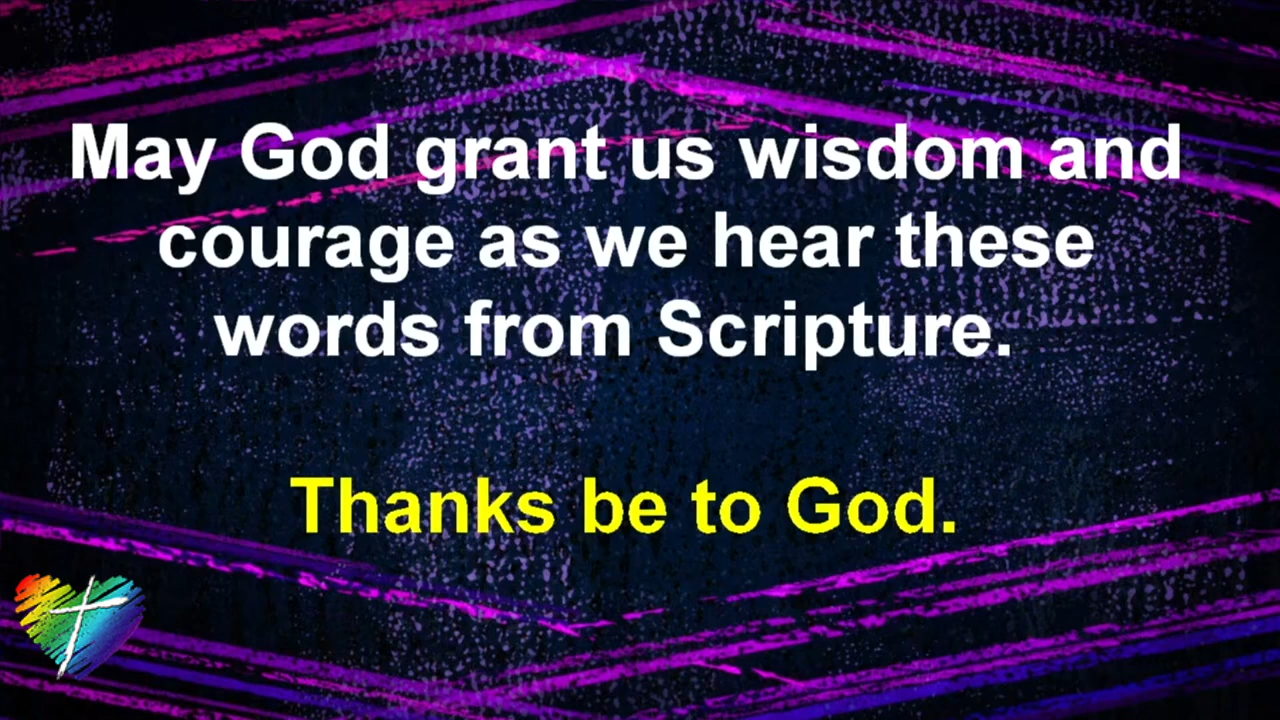 May God grant us wisdom and
courage as we hear these
words from Scripture.
Thanks be to God.